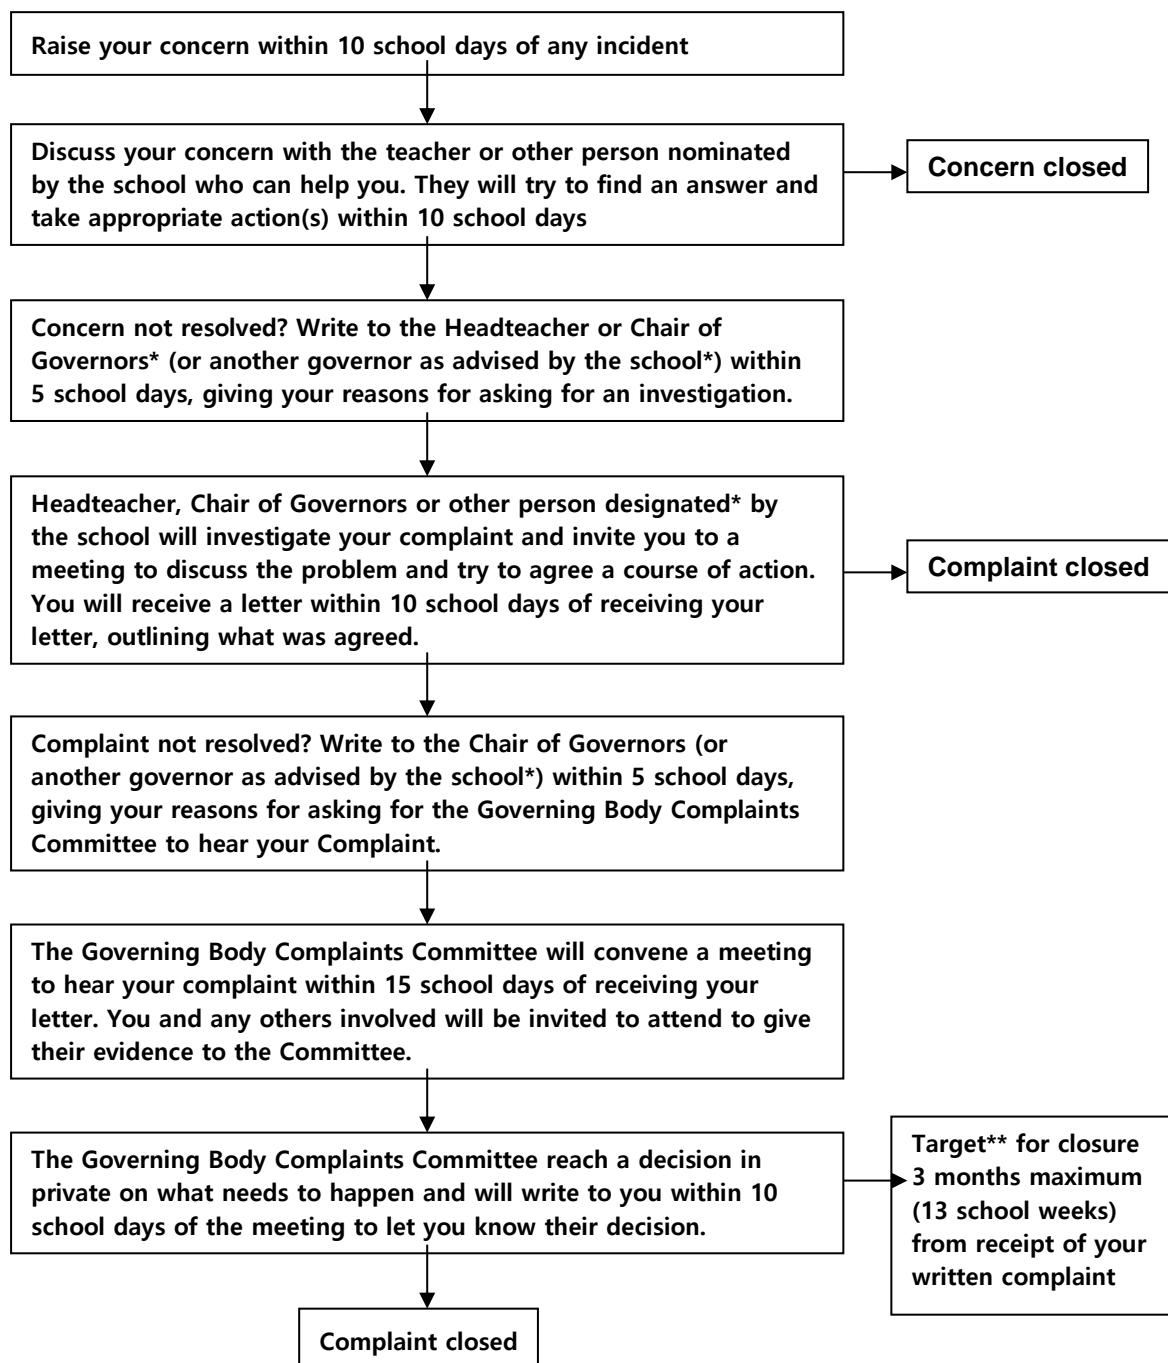 Raise your concern within 10 school days of any incident
Discuss your concern with the teacher or other person nominated
by the school who can help you. They will try to find an answer and
take appropriate action(s) within 10 school days
Concern closed
Concern not resolved? Write to the Headteacher or Chair of
Governors* (or another governor as advised by the school*) within
5 school days, giving your reasons for asking for an investigation.
Headteacher, Chair of Governors or other person designated* by
the school will investigate your complaint and invite you to a
meeting to discuss the problem and try to agree a course of action.
You will receive a letter within 10 school days of receiving your
letter, outlining what was agreed.
Complaint closed
Complaint not resolved? Write to the Chair of Governors (or
another governor as advised by the school*) within 5 school days,
giving your reasons for asking for the Governing Body Complaints
Committee to hear your Complaint.
The Governing Body Complaints Committee will convene a meeting
to hear your complaint within 15 school days of receiving your
letter. You and any others involved will be invited to attend to give
their evidence to the Committee.
The Governing Body Complaints Committee reach a decision in
private on what needs to happen and will write to you within 10
school days of the meeting to let you know their decision.
Target** for closure
3 months maximum
(13 school weeks)
from receipt of your
written complaint
Complaint closed